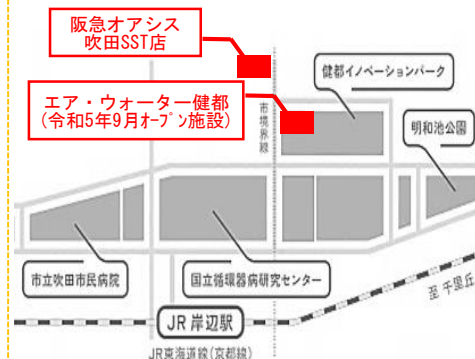 阪急オアシス
吹田SST店
エア・ウォーター健都
(令和5年9月オープン施設)
健都イノベーションパーク
市境界線
明和池公園
市立吹田市民病院
国立循環器病研究センター
至 千里丘
JR 岸辺駅
JR東海道線(京都線)